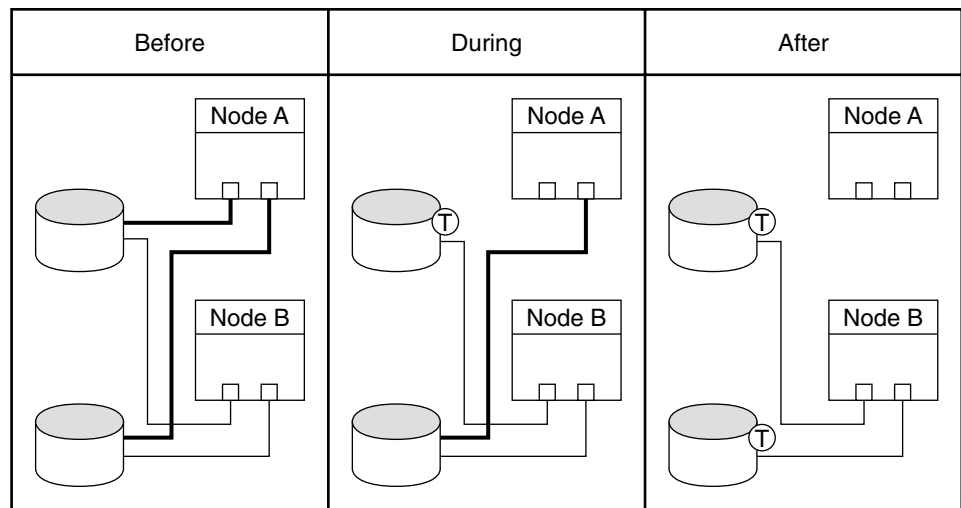 Before
During
After
Node A
Node A
Node A
T
T
Node B
Node B
Node B
T